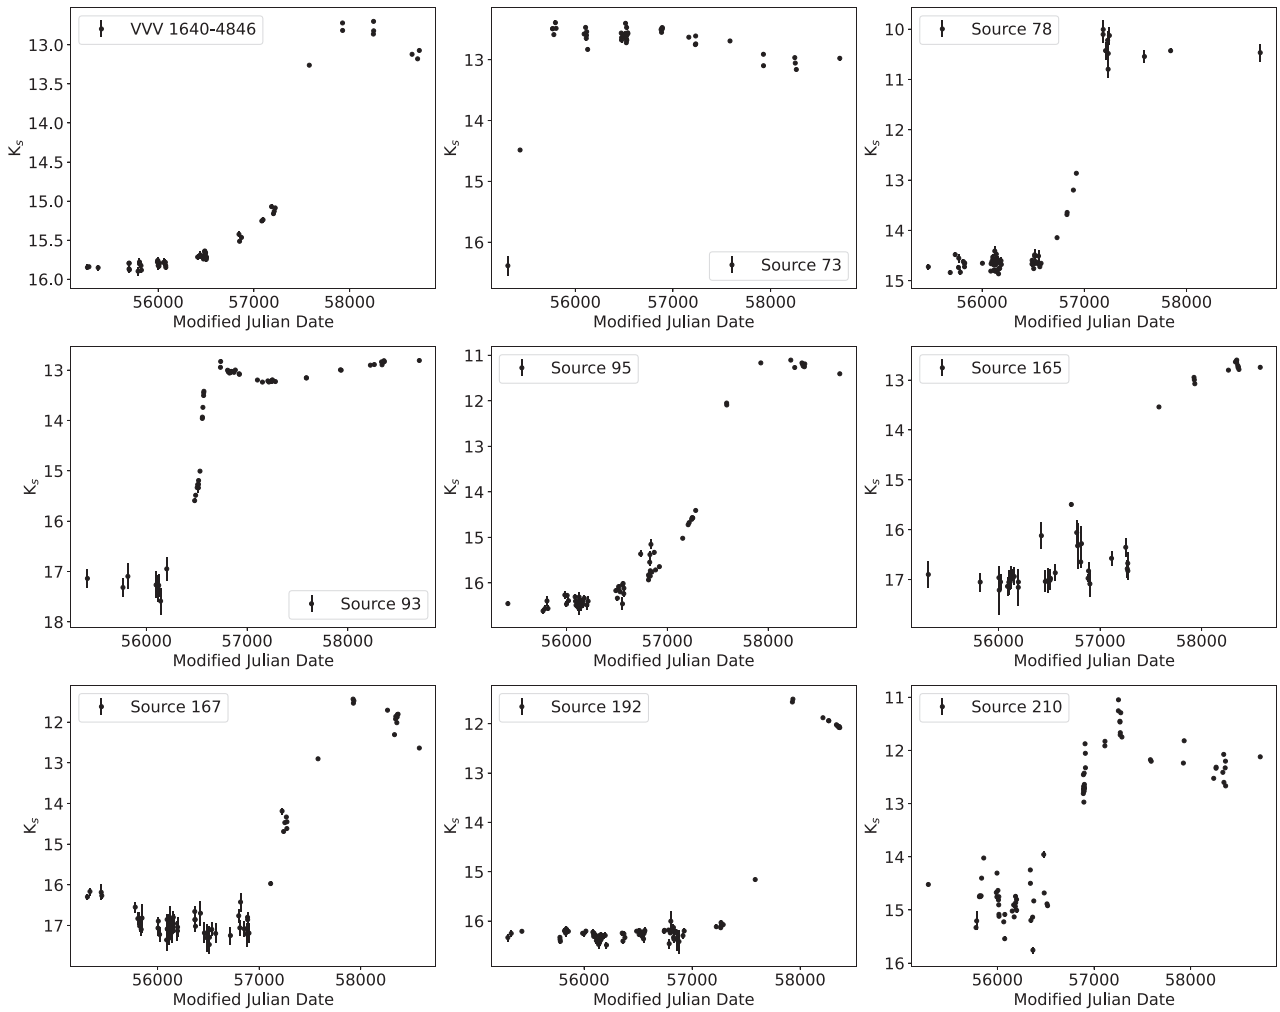 VVV 1640-4846
13.0
13.5
14.0
14.5
15.0
15.5
16.0
Kₛ
56000 57000 58000
Modified Julian Date
Source 73
13
14
15
16
Kₛ
56000 57000 58000
Modified Julian Date
Source 78
10
11
12
13
14
15
Kₛ
56000 57000 58000
Modified Julian Date
Source 93
13
14
15
16
17
18
Kₛ
56000 57000 58000
Modified Julian Date
Source 95
11
12
13
14
15
16
Kₛ
56000 57000 58000
Modified Julian Date
Source 165
13
14
15
16
17
Kₛ
56000 57000 58000
Modified Julian Date
Source 167
12
13
14
15
16
17
Kₛ
56000 57000 58000
Modified Julian Date
Source 192
12
13
14
15
16
Kₛ
56000 57000 58000
Modified Julian Date
Source 210
11
12
13
14
15
16
Kₛ
56000 57000 58000
Modified Julian Date